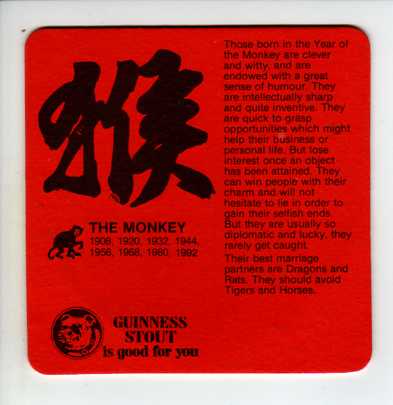 猴
THE MONKEY
1908, 1920, 1932, 1944,
1956, 1968, 1980, 1992
Those born in the Year of
the Monkey are clever
and witty, and are
endowed with a great
sense of humour. They
are intellectually sharp
and quite inventive. They
are quick to grasp
opportunities which might
help their business or
personal life. But lose
interest once an object
has been attained. They
can win people with their
charm and will not
hesitate to lie in order to
gain their selfish ends.
But they are usually so
diplomatic and lucky, they
rarely get caught.
Their best marriage
partners are Dragons and
Rats. They should avoid
Tigers and Horses.
GUINNESS
STOUT
is good for you